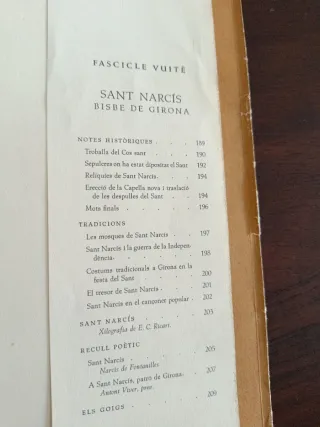 FASCICLE VUITÈ
SANT NARCÍS
BISBE DE GIRONA
NOTES HISTÒRIQUES . . . . 189
Trobada del Cos sant . . . . 190
Sepulcres on ha estat dipositat el Sant 192
Relíquies de Sant Narcís . . . . 194
Erecció de la Capella nova i translació
de les despulles del Sant . . . 194
Mots finals . . . . 196
TRADICIONS
Les mosques de Sant Narcís . . . 197
Sant Narcís i la guerra de la Indepen-
dència . . . . 198
Costums tradicionals a Girona en la
festa del Sant . . . . 200
El tresor de Sant Narcís . . . . 201
Sant Narcís en el cançoner popular . 202
SANT NARCÍS . . . . 203
Xilografia de E. C. Ricart.
RECULL POÈTIC
Sant Narcís . . . . 205
Narcís de Fontanilles.
A Sant Narcís, patró de Girona . . 207
Antoni Viver, pvre.
ELS GOIGS . . . . 209